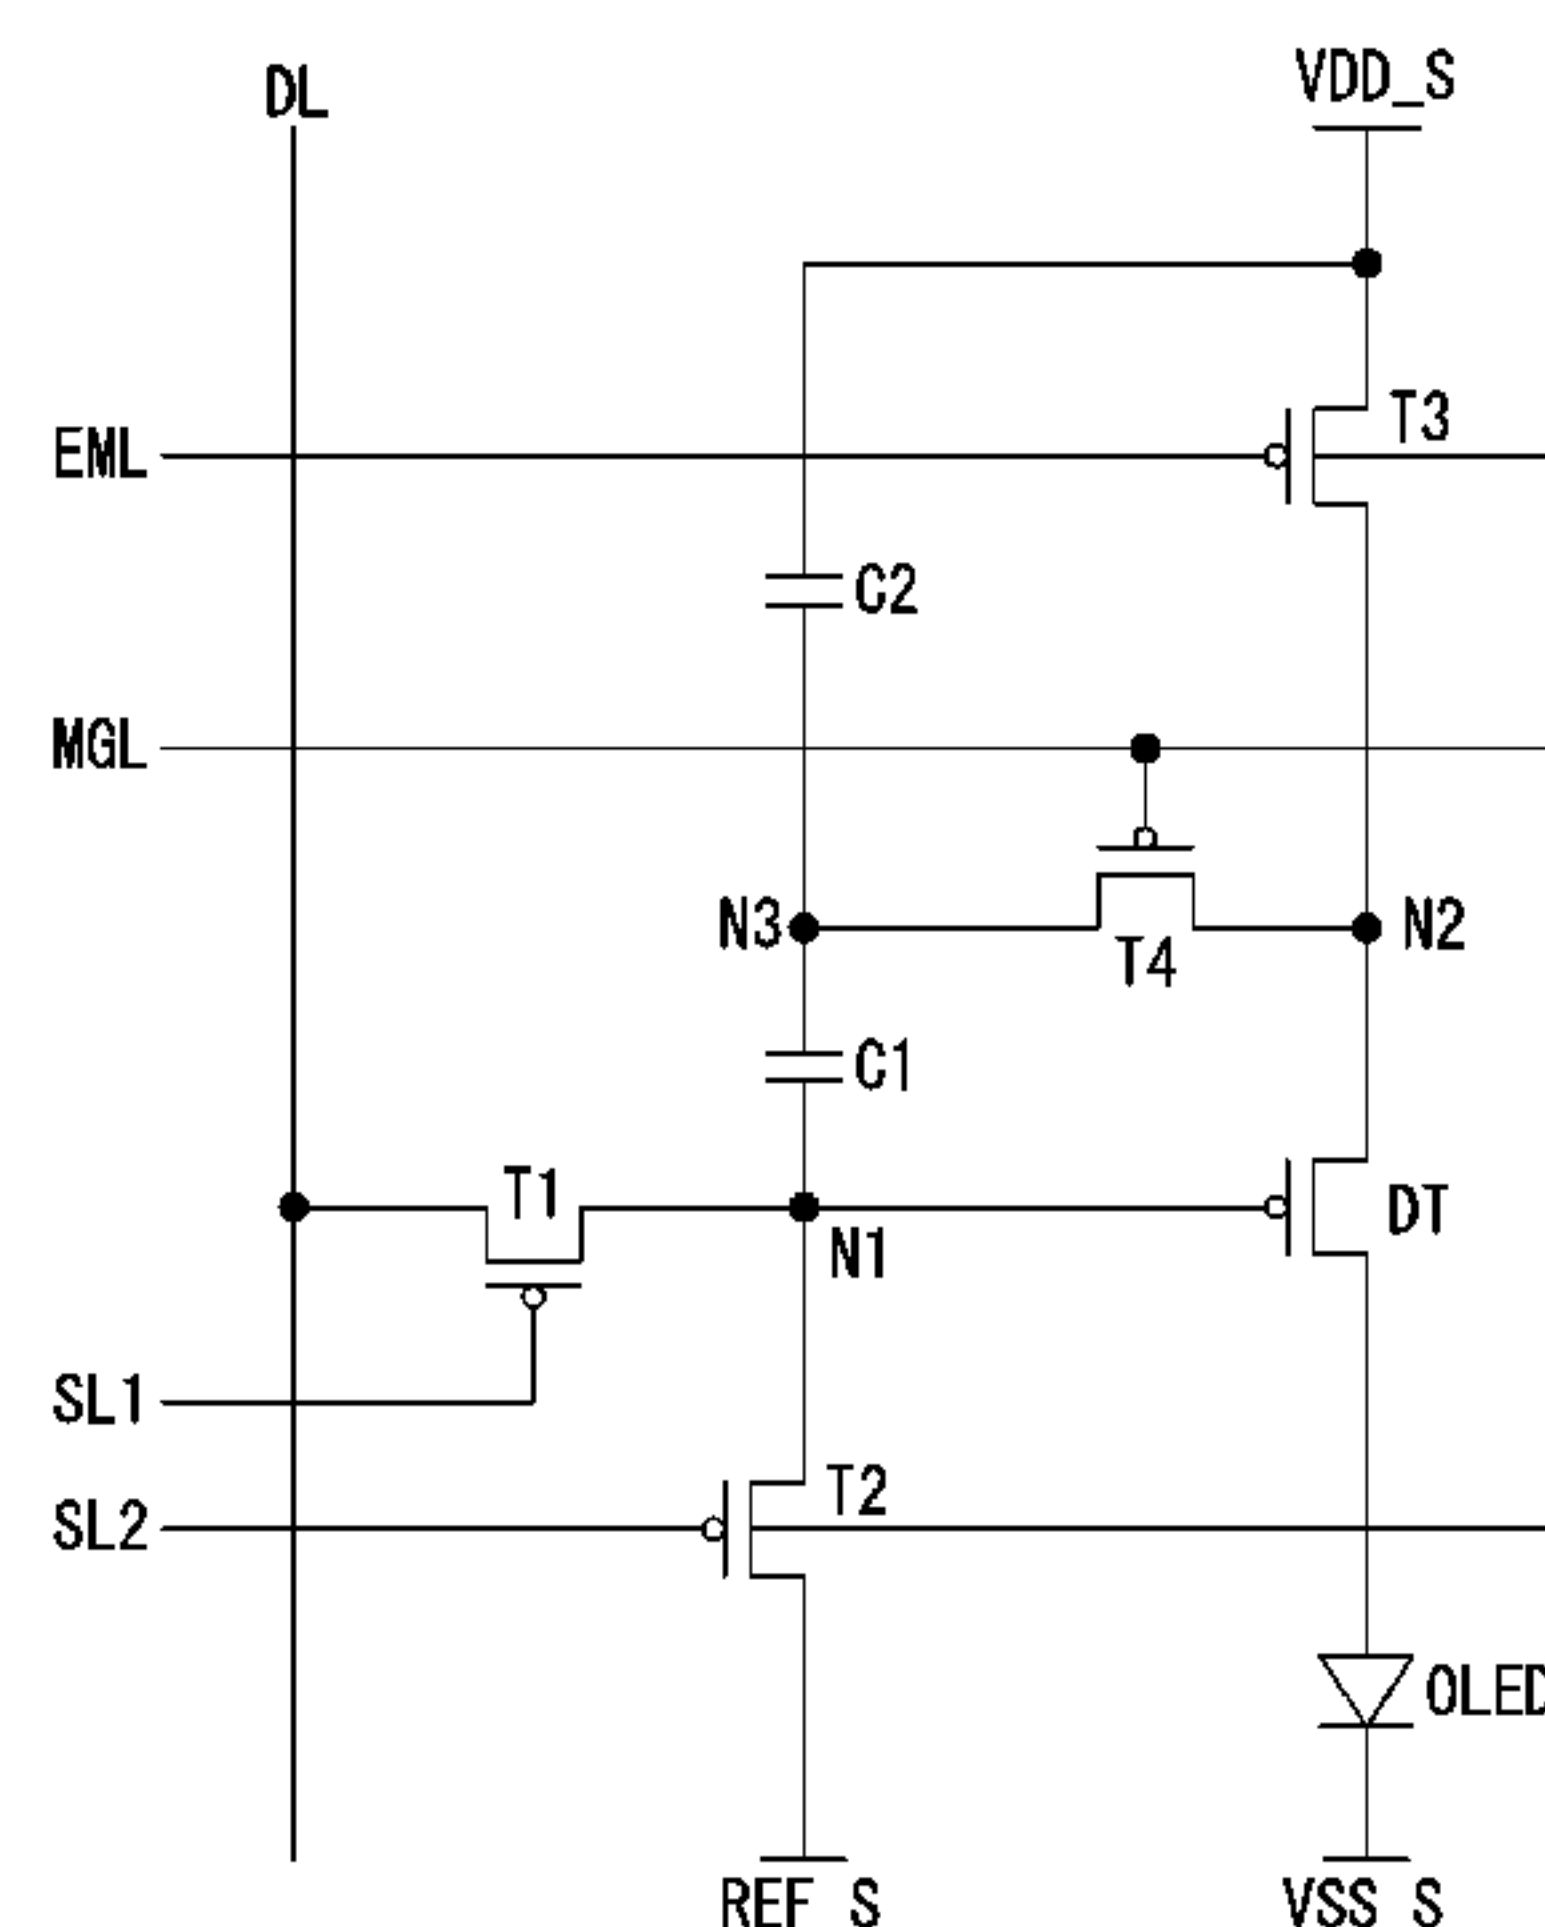 DL
VDD_S
T3
EML
C2
MGL
N3
N2
T4
C1
T1
DT
N1
SL1
T2
SL2
OLED
REF_S
VSS_S